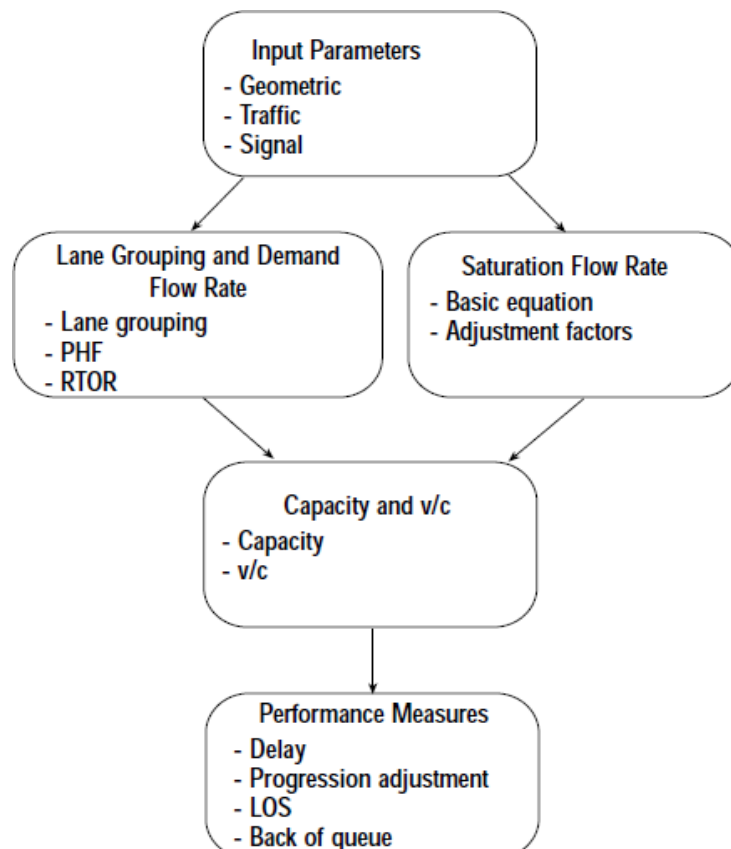 Input Parameters
- Geometric
- Traffic
- Signal
Lane Grouping and Demand
Flow Rate
- Lane grouping
- PHF
- RTOR
Saturation Flow Rate
- Basic equation
- Adjustment factors
Capacity and v/c
- Capacity
- v/c
Performance Measures
- Delay
- Progression adjustment
- LOS
- Back of queue